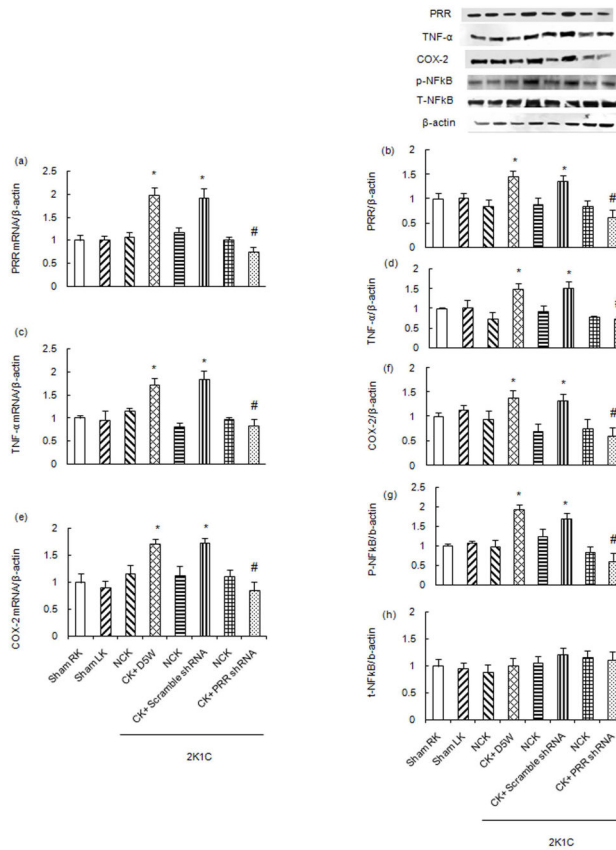 PRR
TNF-α
COX-2
p-NFkB
T-NFkB
β-actin
*
(a)
PRR mRNA/β-actin
2.5
2
1.5
1
0.5
0
*
*
#
(b)
PRR/β-actin
2
1.5
1
0.5
0
*
*
#
(c)
TNF-α mRNA/β-actin
2.5
2
1.5
1
0.5
0
*
*
#
(d)
TNF-α/β-actin
2
1.5
1
0.5
0
*
*
(f)
COX-2/β-actin
2
1.5
1
0.5
0
*
*
#
(e)
COX-2 mRNA/β-actin
2
1.5
1
0.5
0
*
*
#
Sham RK
Sham LK
NCK
CK+ D5W
NCK
CK+ Scramble shRNA
NCK
CK+ PRR shRNA
2K1C
(g)
P-NFkB/b-actin
2.5
2
1.5
1
0.5
0
*
*
#
(h)
t-NFkB/b-actin
2
1.5
1
0.5
0
Sham RK
Sham LK
NCK
CK+ D5W
NCK
CK+ Scramble shRNA
NCK
CK+ PRR shRNA
2K1C